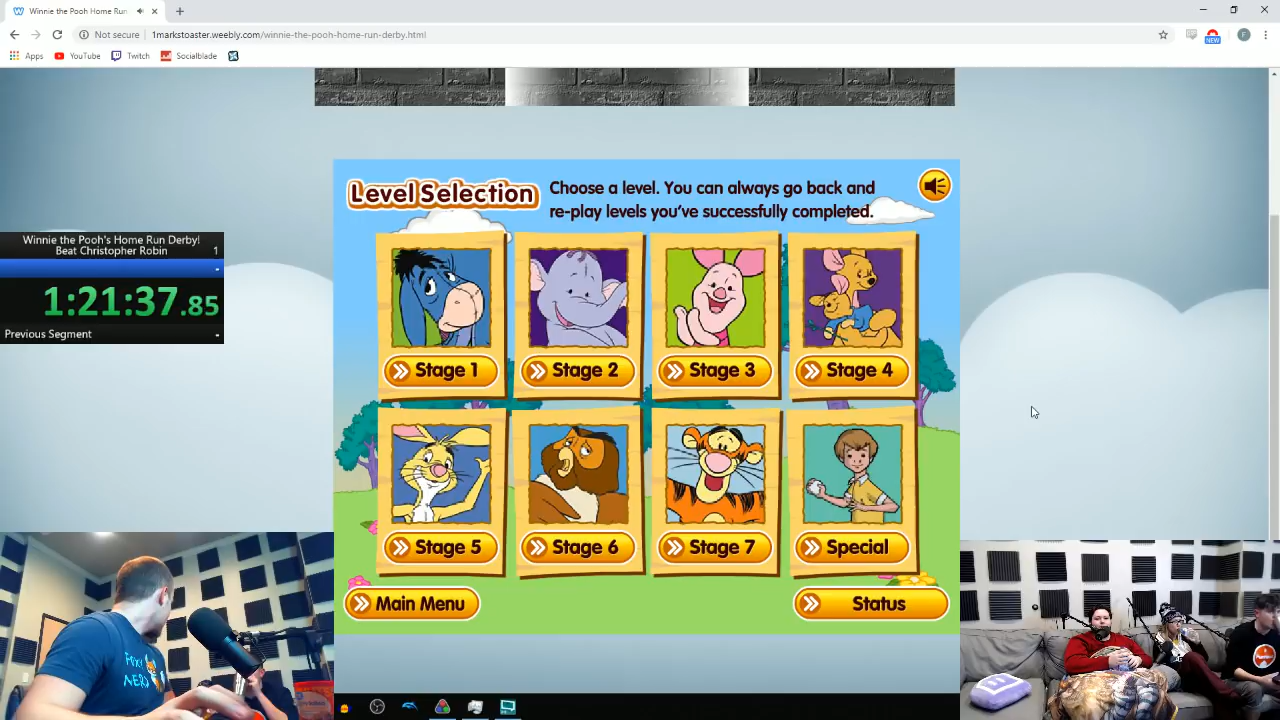 Winnie the Pooh Home Run
Not secure
1markstoaster.weebly.com/winnie-the-pooh-home-run-derby.html
NEW
F
Apps
YouTube
Twitch
Socialblade
Level Selection
Choose a level. You can always go back and
re-play levels you've successfully completed.
Winnie the Pooh's Home Run Derby!
Beat Christopher Robin 1
-
1:21:37.85
Previous Segment -
Stage 1
Stage 2
Stage 3
Stage 4
Stage 5
Stage 6
Stage 7
Special
Main Menu
Status